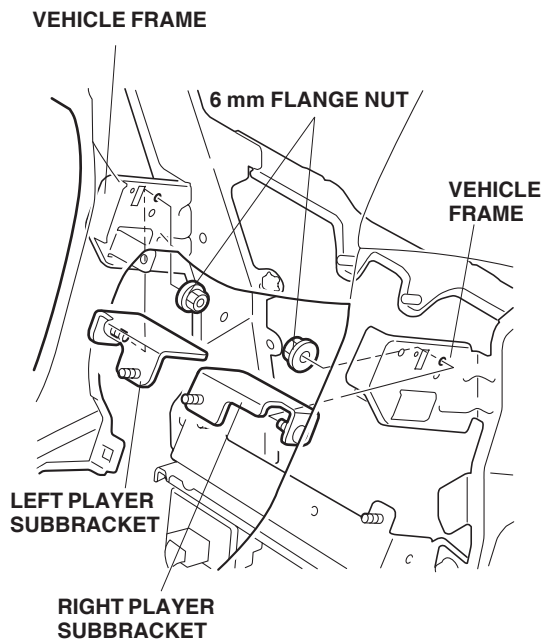 VEHICLE FRAME
6 mm FLANGE NUT
VEHICLE
FRAME
LEFT PLAYER
SUBBRACKET
RIGHT PLAYER
SUBBRACKET